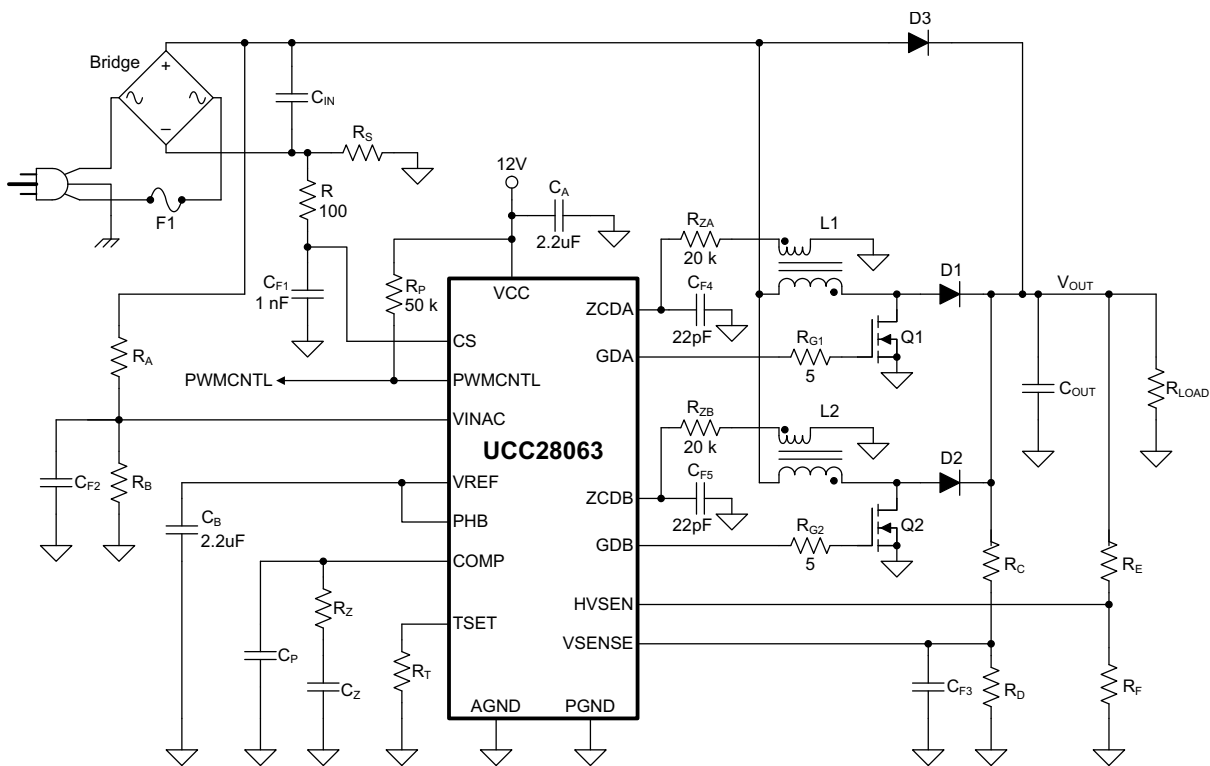 D3
Bridge
+
−
C_IN
R_S
12V
R
100
C_A
2.2uF
F1
R_ZA
20 k
L1
C_F1
1 nF
R_P
50 k
VCC
ZCDA
C_F4
22pF
D1
V_OUT
CS
GDA
R_G1
5
Q1
R_A
PWMCNTL
PWMCNTL
C_OUT
R_LOAD
VINAC
R_ZB
20 k
L2
UCC28063
C_F2
R_B
VREF
ZCDB
C_F5
22pF
D2
C_B
2.2uF
PHB
GDB
R_G2
5
Q2
COMP
R_C
R_E
R_Z
HVSEN
TSET
VSENSE
C_P
R_T
C_Z
C_F3
R_D
R_F
AGND
PGND